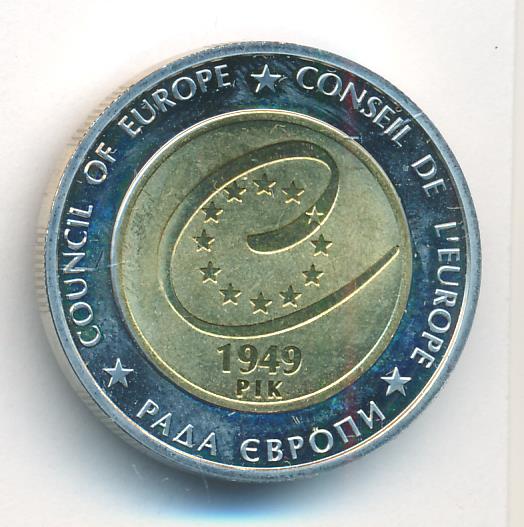 COUNCIL OF EUROPE ★ CONSEIL DE L'EUROPE ★ РАДА ЄВРОПИ ★
1949
РІК